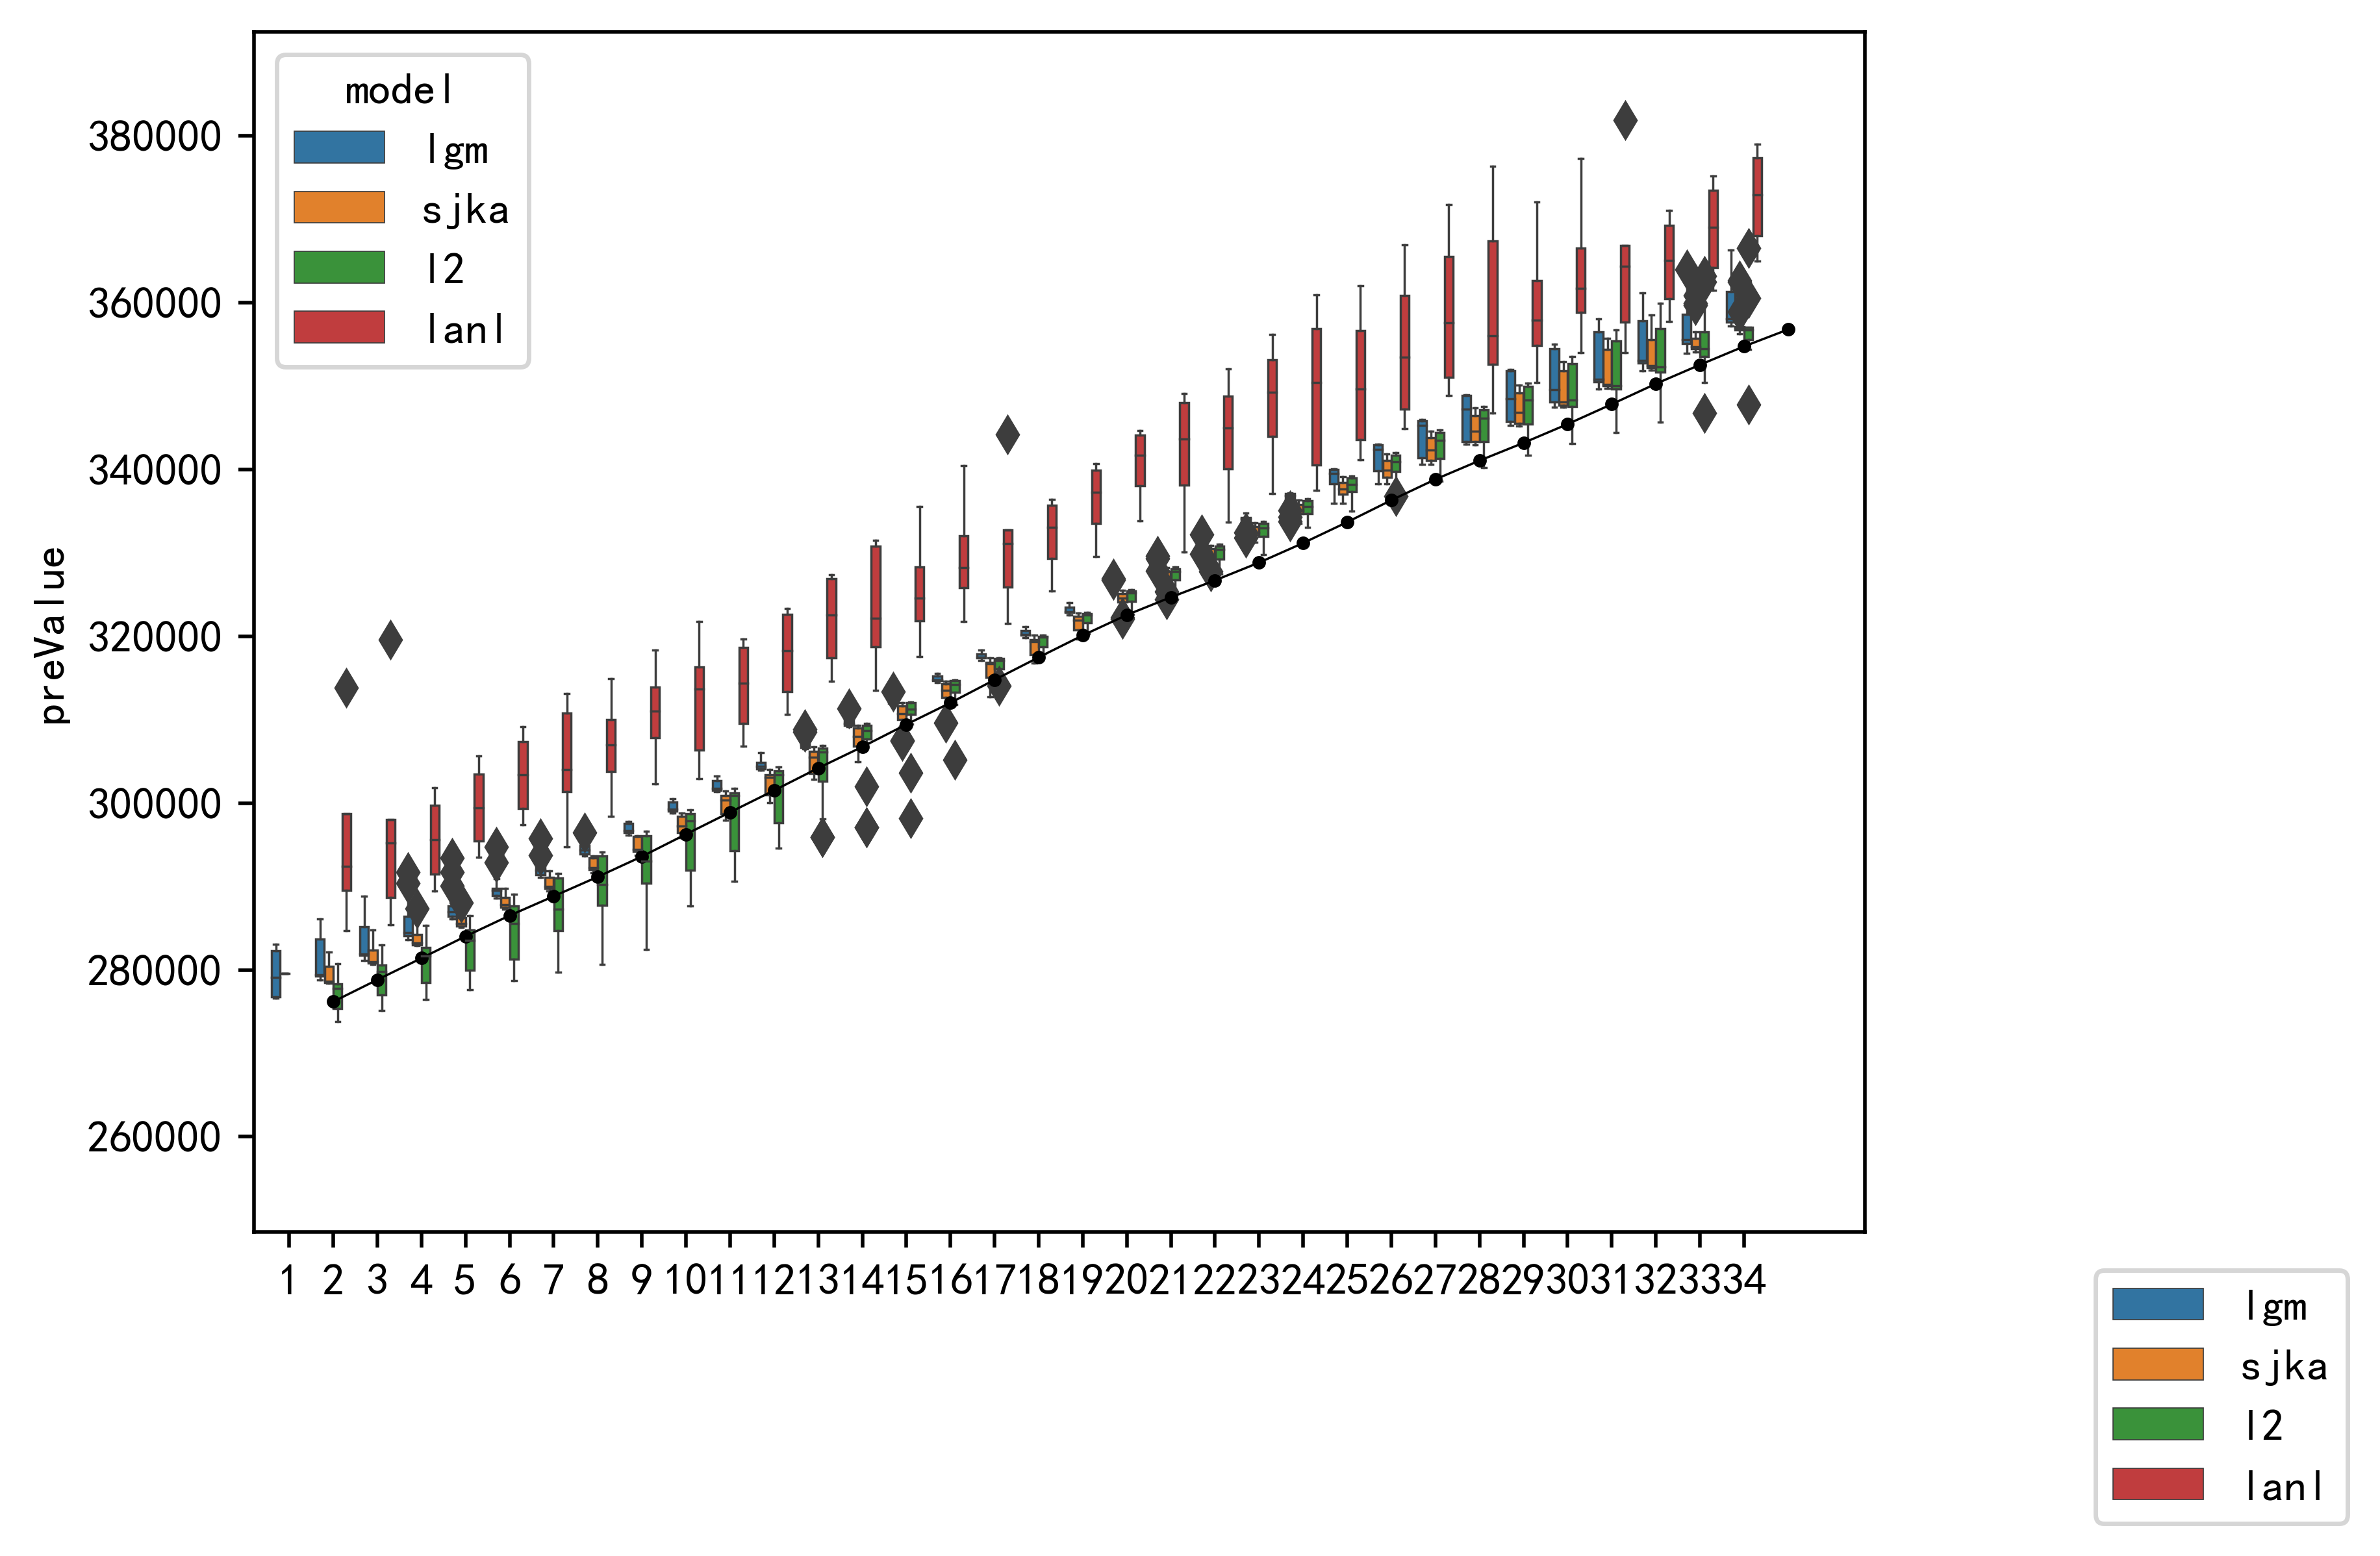 model
lgm
sjka
l2
lanl
380000
360000
340000
320000
300000
280000
260000
preValue
1 2 3 4 5 6 7 8 9 10 11 12 13 14 15 16 17 18 19 20 21 22 23 24 25 26 27 28 29 30 31 32 33 34
lgm
sjka
l2
lanl